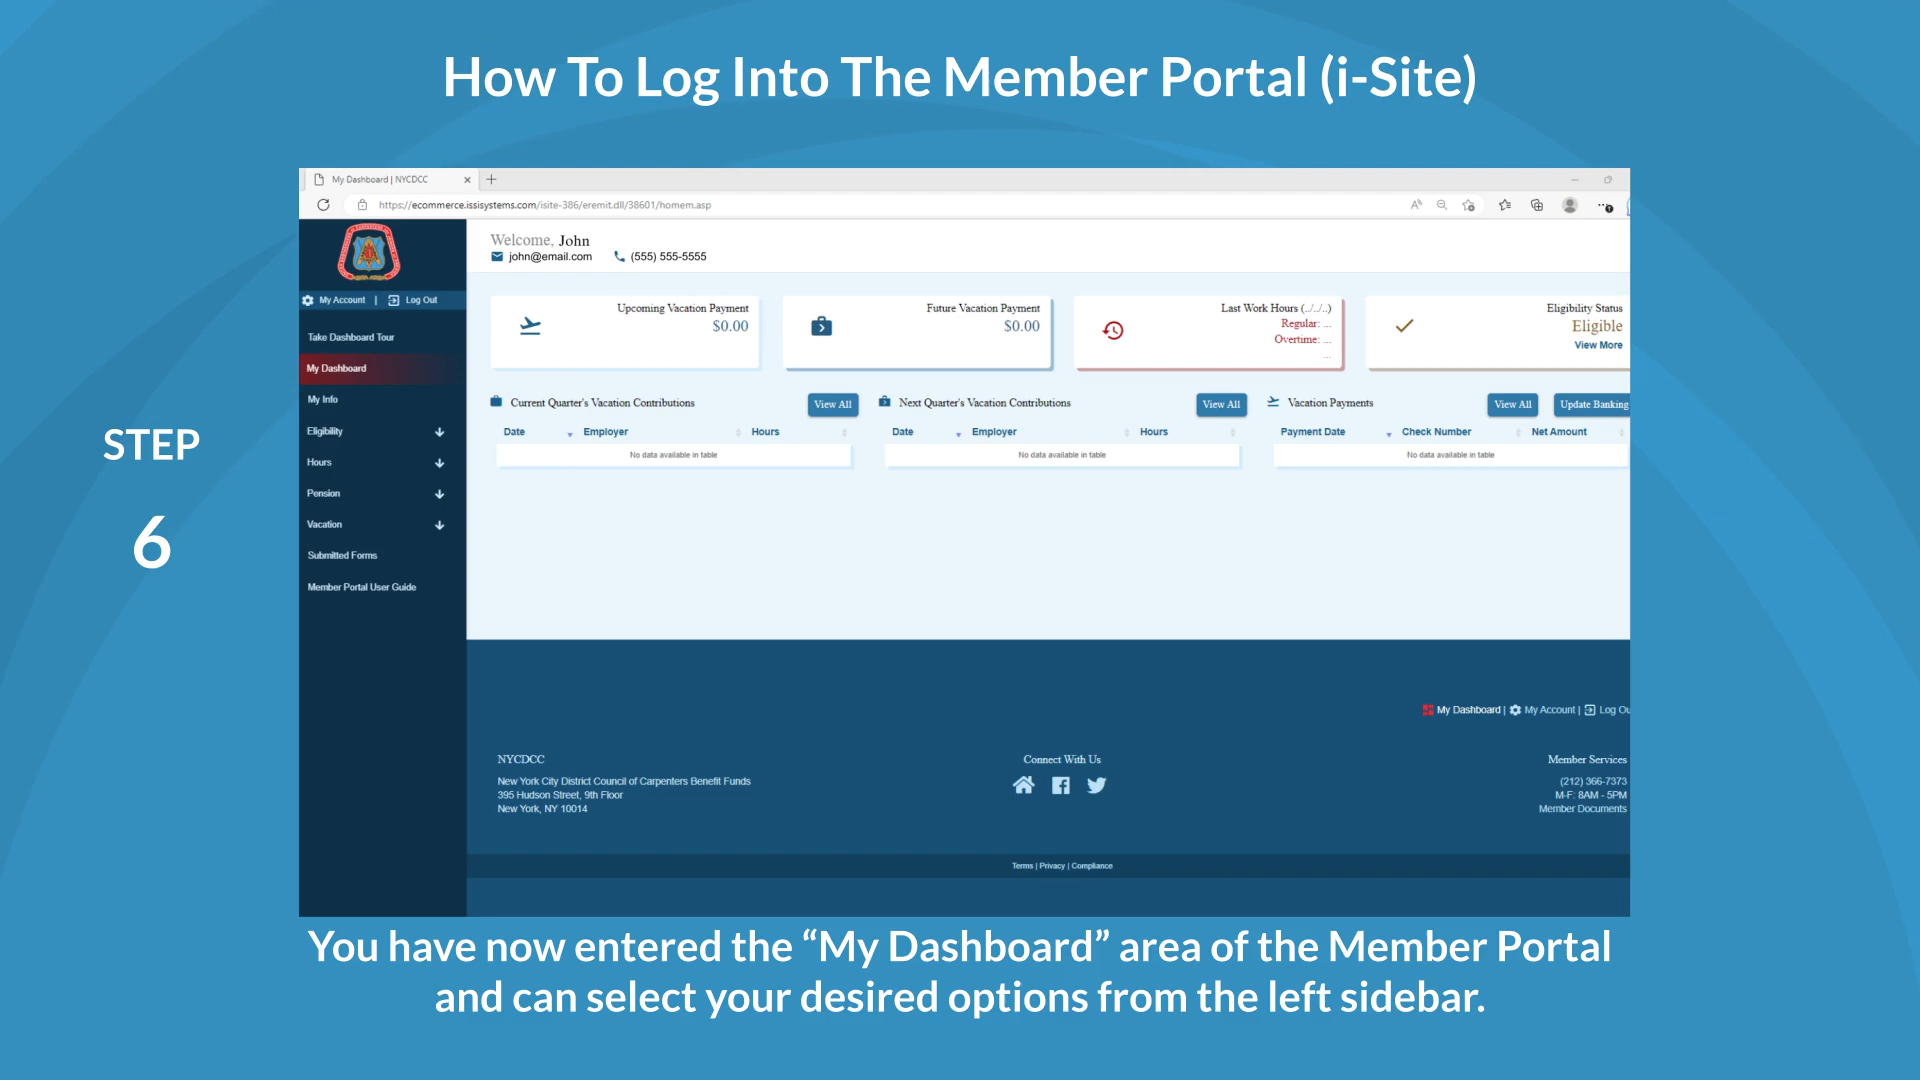 How To Log Into The Member Portal (i-Site)
STEP
6
My Dashboard | NYCDCC
https://ecommerce.issisystems.com/isite-386/eremit.dll/38601/homem.asp
My Account | Log Out
Take Dashboard Tour
My Dashboard
My Info
Eligibility
Hours
Pension
Vacation
Submitted Forms
Member Portal User Guide
Welcome, John
john@email.com (555) 555-5555
Upcoming Vacation Payment
$0.00
Future Vacation Payment
$0.00
Last Work Hours (../../..)
Regular: ...
Overtime: ...
...
Eligibility Status
Eligible
View More
Current Quarter's Vacation Contributions View All
Date Employer Hours
No data available in table
Next Quarter's Vacation Contributions View All
Date Employer Hours
No data available in table
Vacation Payments View All Update Banking
Payment Date Check Number Net Amount
No data available in table
My Dashboard | My Account | Log Ou
NYCDCC
New York City District Council of Carpenters Benefit Funds
395 Hudson Street, 9th Floor
New York, NY 10014
Connect With Us
Member Services
(212) 366-7373
M-F: 8AM - 5PM
Member Documents
Terms | Privacy | Compliance
You have now entered the “My Dashboard” area of the Member Portal
and can select your desired options from the left sidebar.